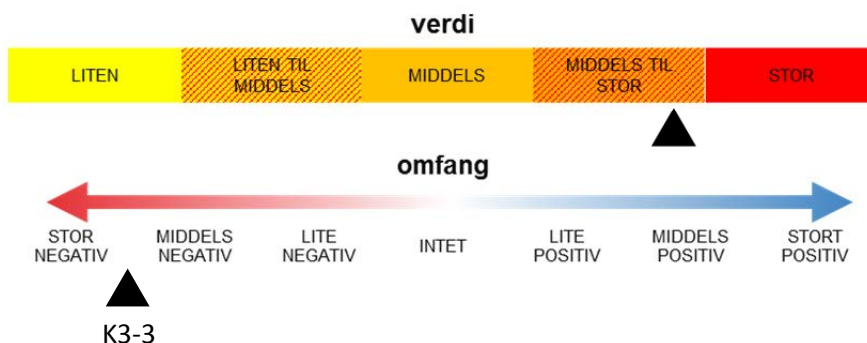 verdi
LITEN
LITEN TIL
MIDDELS
MIDDELS
MIDDELS TIL
STOR
STOR
omfang
STOR
NEGATIV
MIDDELS
NEGATIV
LITE
NEGATIV
INTET
LITE
POSITIV
MIDDELS
POSITIV
STORT
POSITIV
K3-3